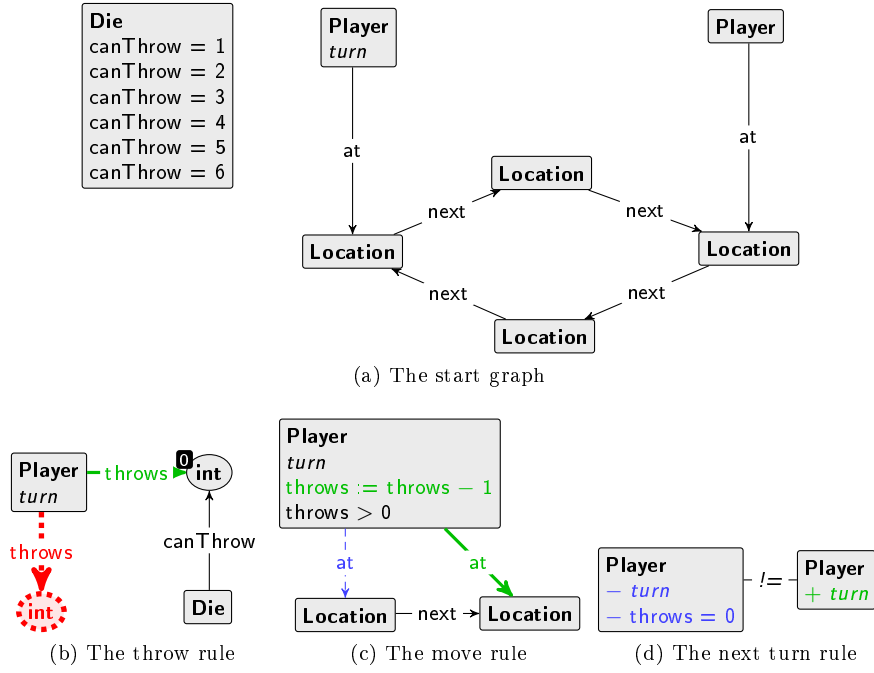 Die
canThrow = 1
canThrow = 2
canThrow = 3
canThrow = 4
canThrow = 5
canThrow = 6
Player
turn
Player
at
at
Location
next
next
Location
Location
next
next
Location
(a) The start graph
Player
turn
throws
0
int
throws
canThrow
int
Die
(b) The throw rule
Player
turn
throws := throws − 1
throws > 0
at
at
Location
next
Location
(c) The move rule
Player
− turn
− throws = 0
!=
Player
+ turn
(d) The next turn rule